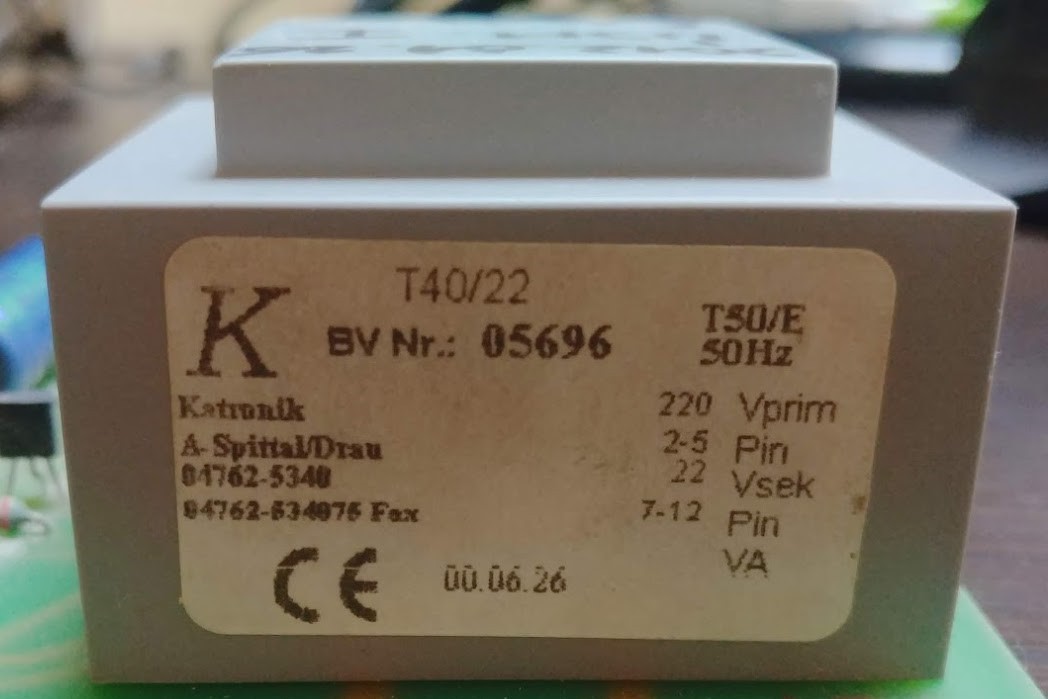 T40/22
K
BV Nr.: 05696
T50/E
50Hz
Katronik
220 Vprim
A-Spittal/Drau
2-5 Pin
04762-5340
22 Vsek
04762-534075 Fax
7-12 Pin
VA
CE
00.06.26